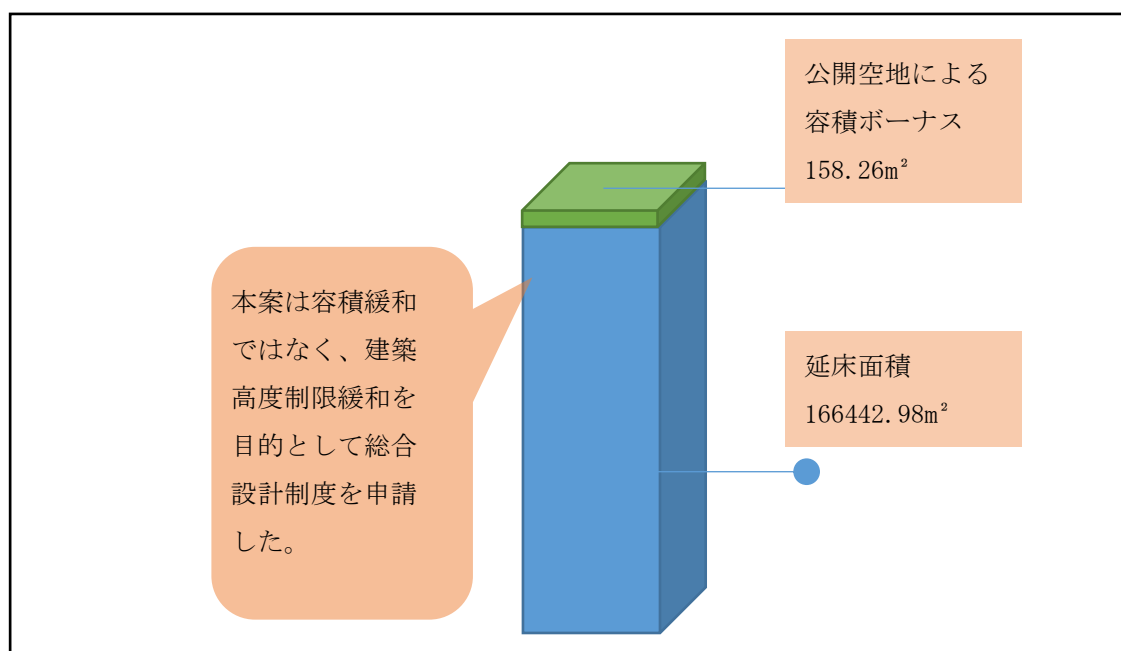 公開空地による
容積ボーナス
158.26m²
本案は容積緩和
ではなく、建築
高度制限緩和を
目的として総合
設計制度を申請
した。
延床面積
166442.98m²